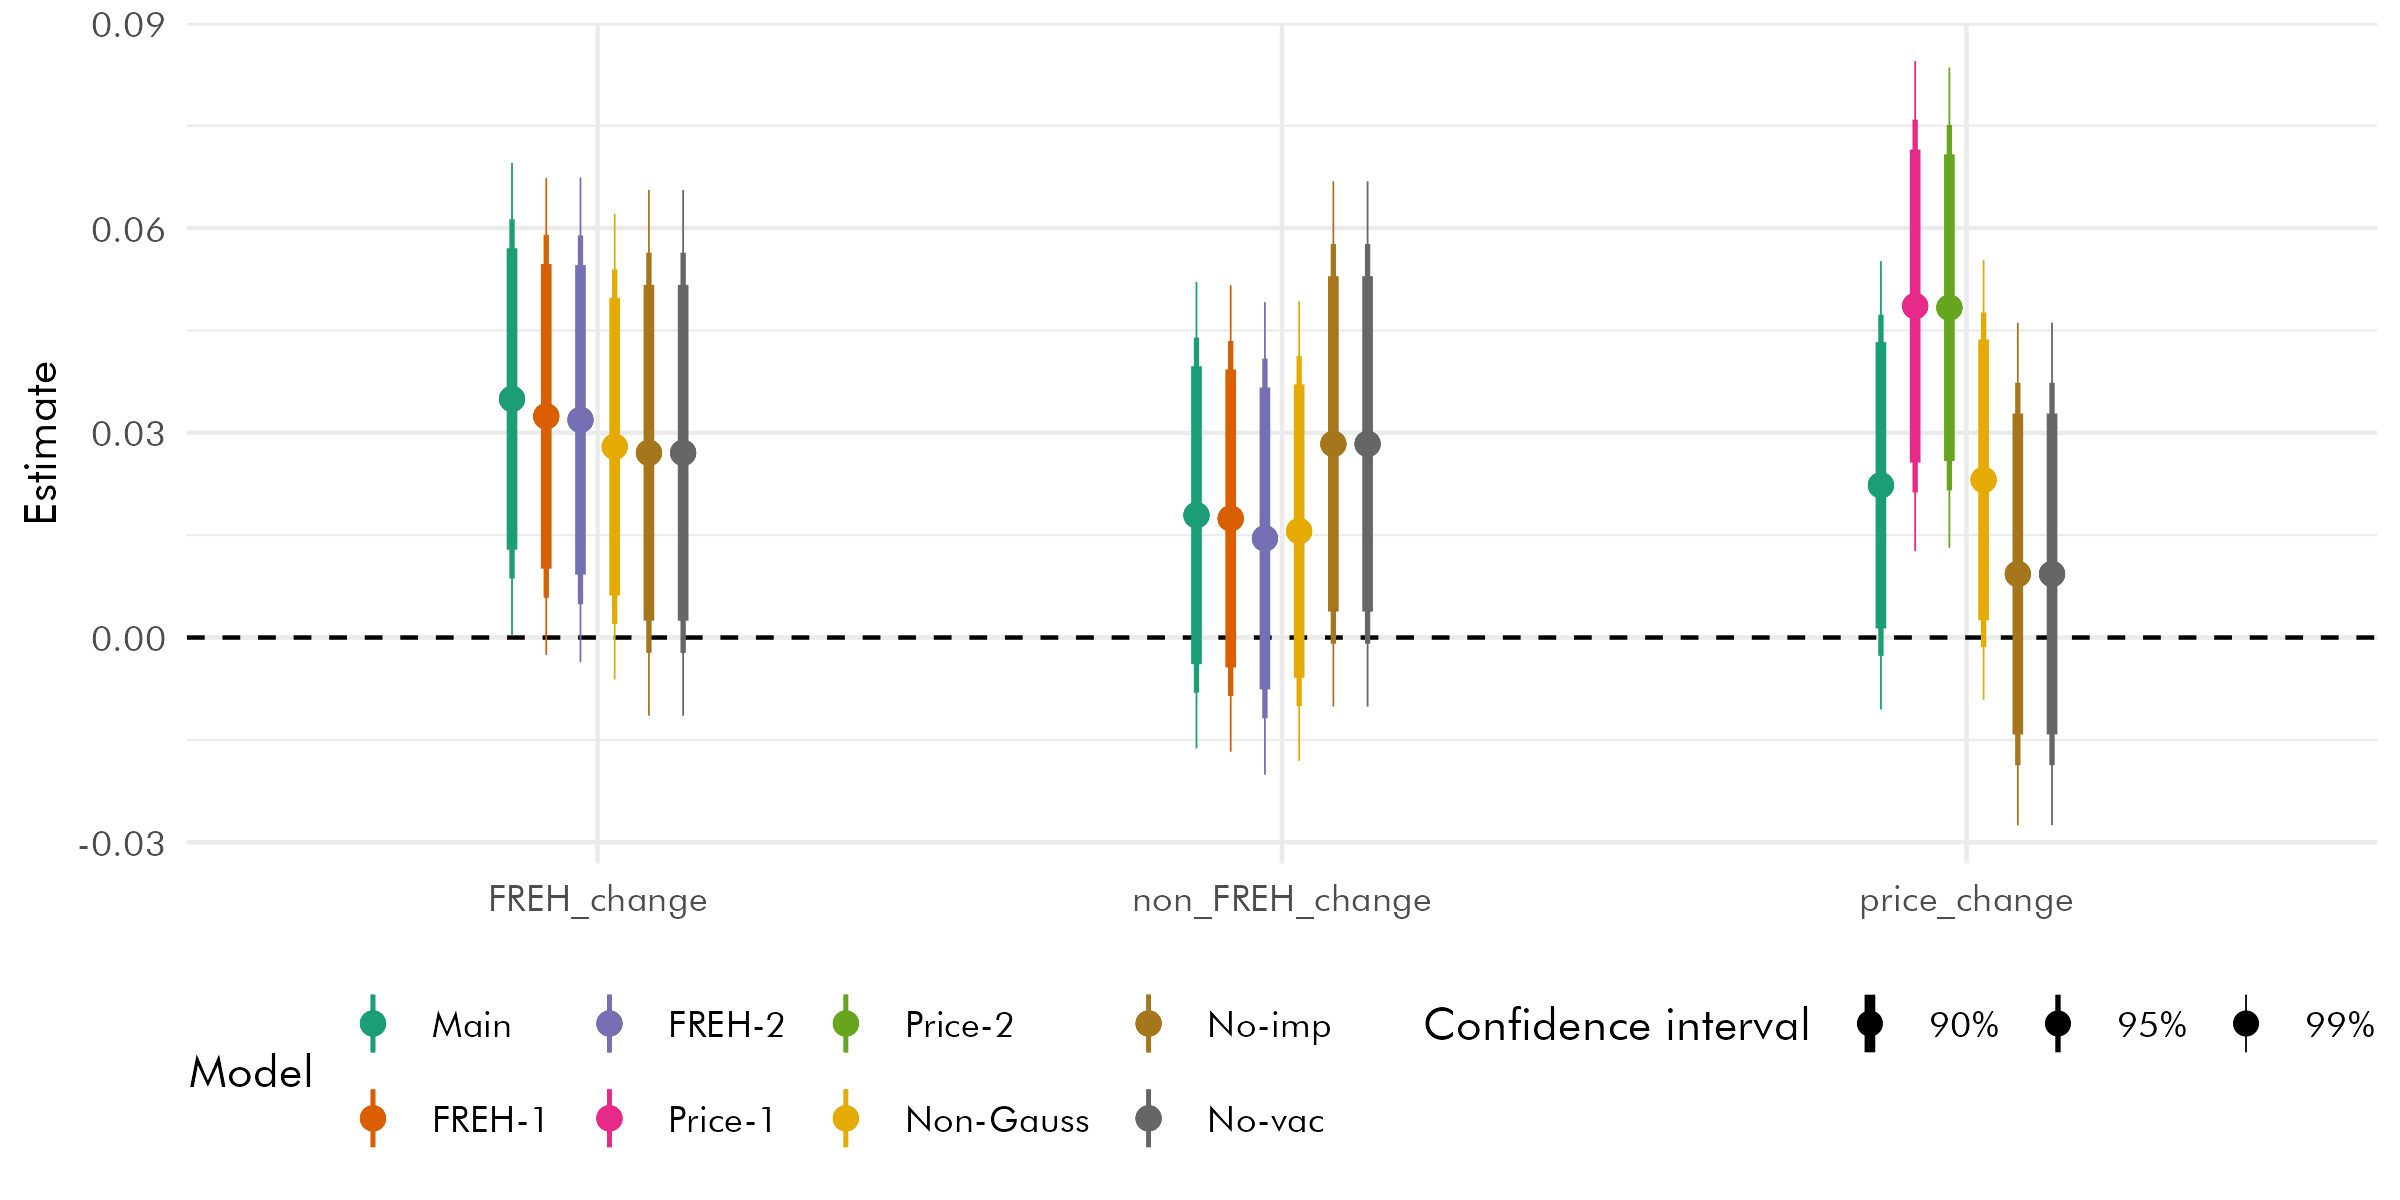 0.09
0.06
0.03
0.00
-0.03
Estimate
FREH_change non_FREH_change price_change
Model
Main FREH-2 Price-2 No-imp
FREH-1 Price-1 Non-Gauss No-vac
Confidence interval 90% 95% 99%